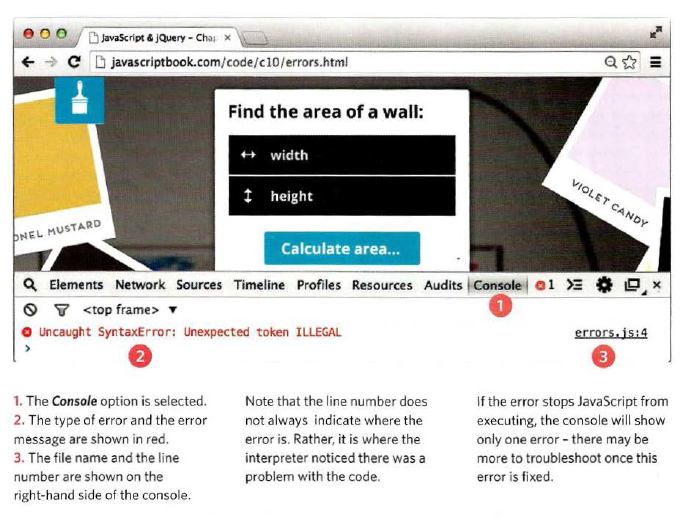 JavaScript & jQuery – Chap ×
javascriptbook.com/code/c10/errors.html
Find the area of a wall:
width
height
Calculate area...
ONEL MUSTARD
VIOLET CANDY
Elements Network Sources Timeline Profiles Resources Audits Console 1
<top frame> ▼
Uncaught SyntaxError: Unexpected token ILLEGAL errors.js:4
>
1
2
3
1. The Console option is selected.
2. The type of error and the error
message are shown in red.
3. The file name and the line
number are shown on the
right-hand side of the console.
Note that the line number does
not always indicate where the
error is. Rather, it is where the
interpreter noticed there was a
problem with the code.
If the error stops JavaScript from
executing, the console will show
only one error – there may be
more to troubleshoot once this
error is fixed.